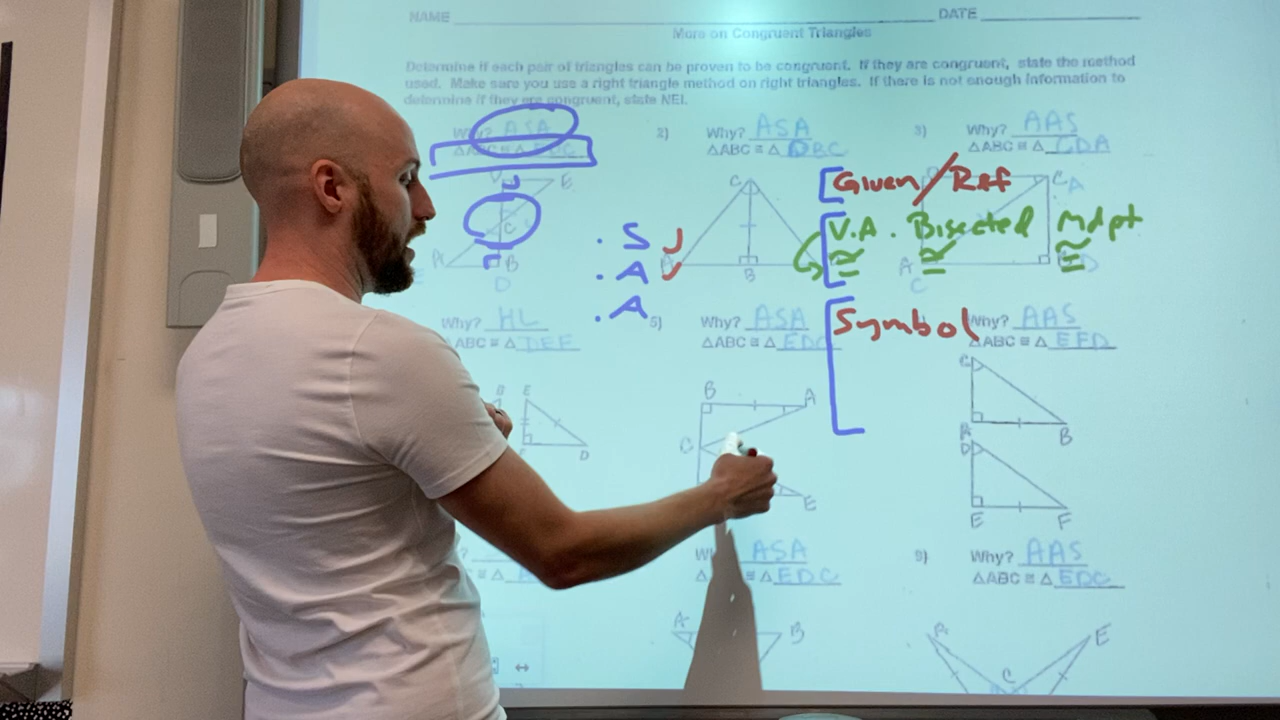 NAME DATE
More on Congruent Triangles
Determine if each pair of triangles can be proven to be congruent. If they are congruent, state the method
used. Make sure you use a right triangle method on right triangles. If there is not enough information to
determine if they are congruent, state NEI.
Why? ASA
△ABC ≅ △
2) Why? ASA
△ABC ≅ △ DBC
3) Why? AAS
△ABC ≅ △ CDA
Given/Ref
V.A. Bisected Mdpt
≅ ≅ ≅
Symbol
. S
. A
. A
E
C
A B
D
C
B
C A
A D
C
Why? HL
ABC ≅ △ DEF
5) Why? ASA
△ABC ≅ △ EDC
Why? AAS
△ABC ≅ △ EFD
B E
D
B A
C
E
C
A B
D
E F
ASA
≅ △ EDC
9) Why? AAS
△ABC ≅ △ EDC
A B
A E
C